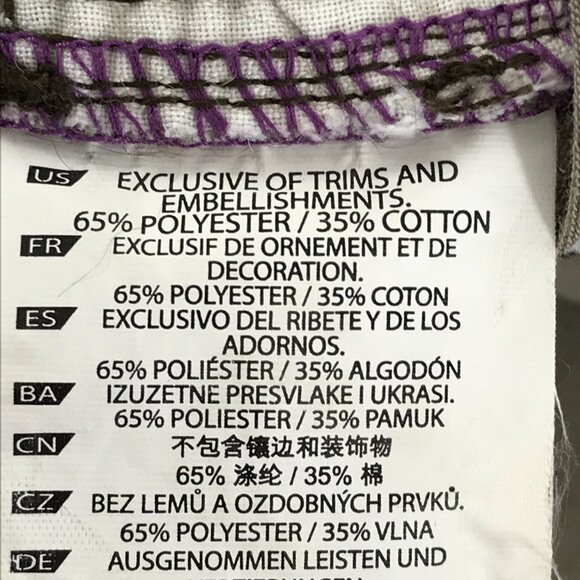 US EXCLUSIVE OF TRIMS AND
EMBELLISHMENTS.
65% POLYESTER / 35% COTTON
FR EXCLUSIF DE ORNEMENT ET DE
DECORATION.
65% POLYESTER / 35% COTON
ES EXCLUSIVO DEL RIBETE Y DE LOS
ADORNOS.
65% POLIÉSTER / 35% ALGODÓN
BA IZUZETNE PRESVLAKE I UKRASI.
65% POLIESTER / 35% PAMUK
CN 不包含镶边和装饰物
65% 涤纶 / 35% 棉
CZ BEZ LEMŮ A OZDOBNÝCH PRVKŮ.
65% POLYESTER / 35% VLNA
DE AUSGENOMMEN LEISTEN UND